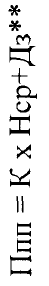 Ппп = К х Нср+Дз**